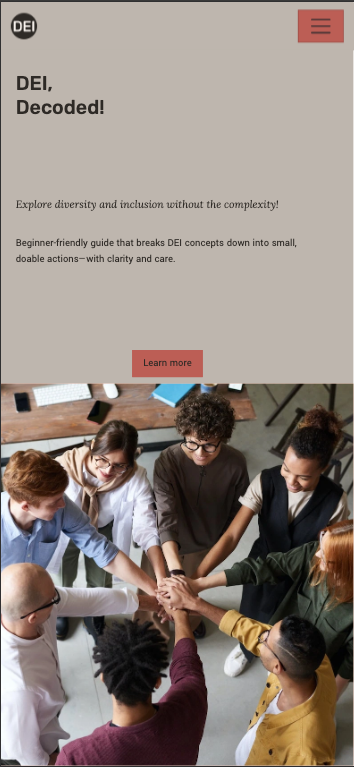 DEI
DEI,
Decoded!
Explore diversity and inclusion without the complexity!
Beginner-friendly guide that breaks DEI concepts down into small,
doable actions—with clarity and care.
Learn more